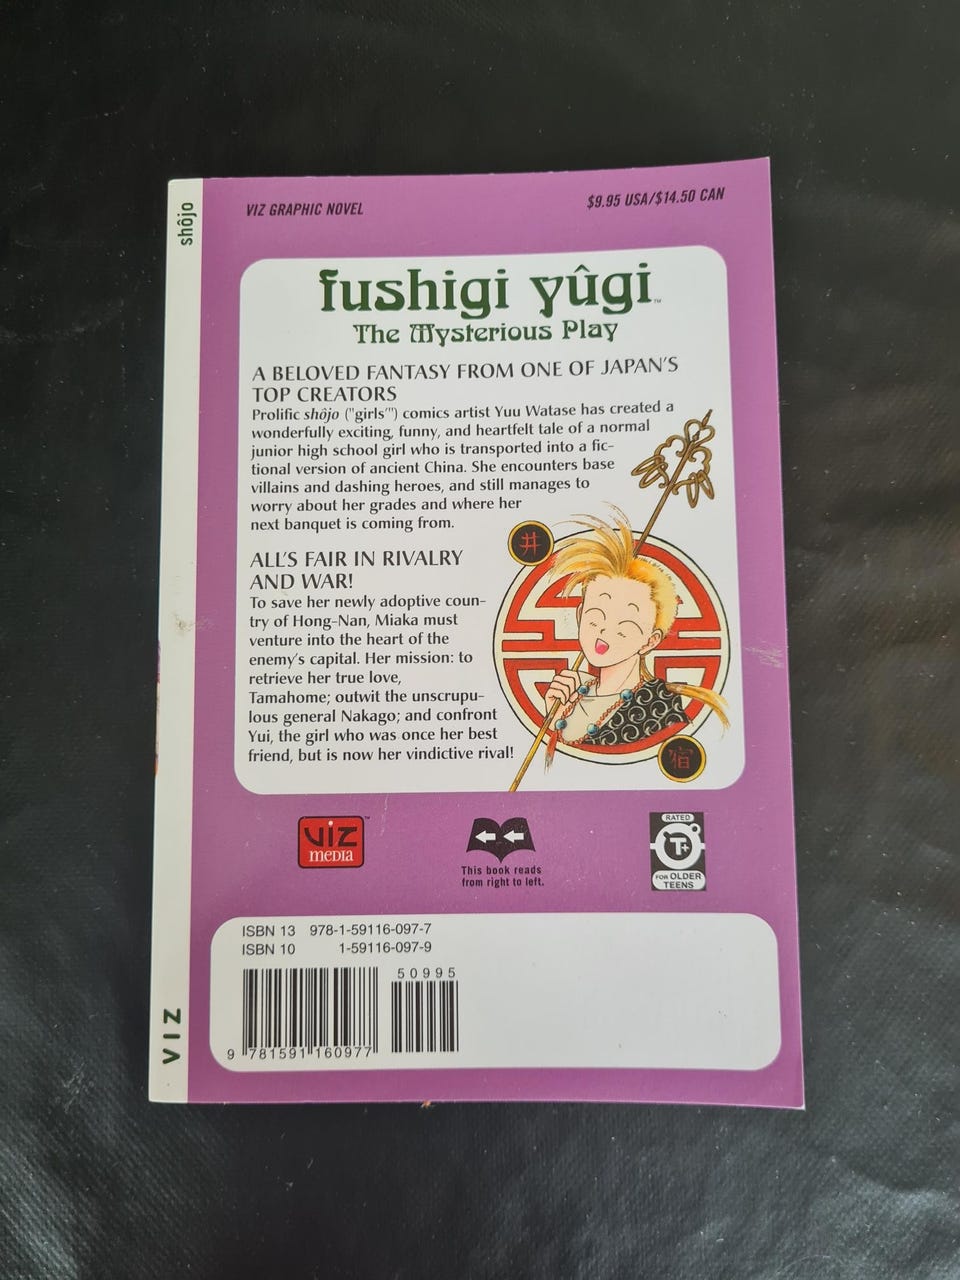 shôjo
VIZ
VIZ GRAPHIC NOVEL
$9.95 USA/$14.50 CAN
fushigi yûgi™
The Mysterious Play
A BELOVED FANTASY FROM ONE OF JAPAN'S
TOP CREATORS
Prolific shôjo ("girls'") comics artist Yuu Watase has created a
wonderfully exciting, funny, and heartfelt tale of a normal
junior high school girl who is transported into a fic-
tional version of ancient China. She encounters base
villains and dashing heroes, and still manages to
worry about her grades and where her
next banquet is coming from.
ALL'S FAIR IN RIVALRY
AND WAR!
To save her newly adoptive coun-
try of Hong-Nan, Miaka must
venture into the heart of the
enemy's capital. Her mission: to
retrieve her true love,
Tamahome; outwit the unscrupu-
lous general Nakago; and confront
Yui, the girl who was once her best
friend, but is now her vindictive rival!
井
宿
VIZ™
MEDIA
This book reads
from right to left.
RATED
T+
FOR OLDER
TEENS
ISBN 13 978-1-59116-097-7
ISBN 10 1-59116-097-9
50995
9 781591 160977